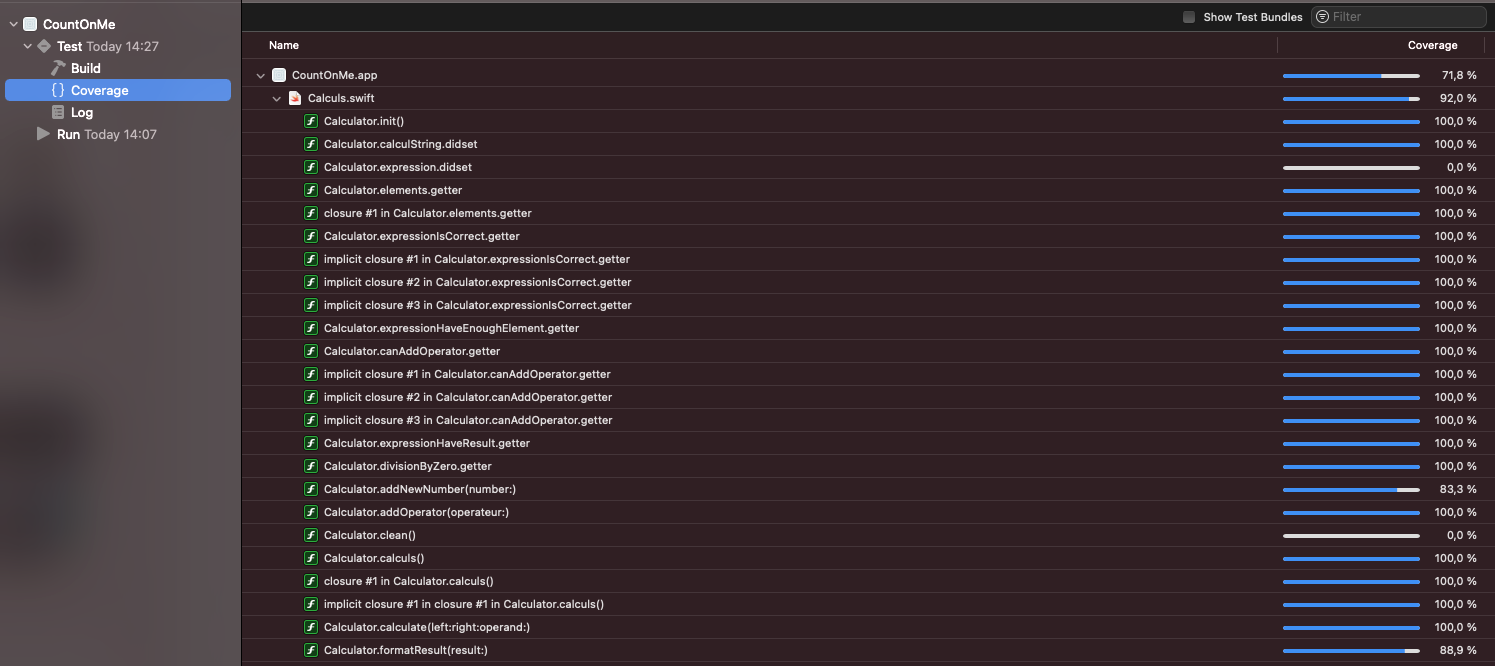 CountOnMe
Test Today 14:27
Build
{} Coverage
Log
Run Today 14:07
Show Test Bundles Filter
Name Coverage
CountOnMe.app 71,8 %
Calculs.swift 92,0 %
f Calculator.init() 100,0 %
f Calculator.calculString.didset 100,0 %
f Calculator.expression.didset 0,0 %
f Calculator.elements.getter 100,0 %
f closure #1 in Calculator.elements.getter 100,0 %
f Calculator.expressionIsCorrect.getter 100,0 %
f implicit closure #1 in Calculator.expressionIsCorrect.getter 100,0 %
f implicit closure #2 in Calculator.expressionIsCorrect.getter 100,0 %
f implicit closure #3 in Calculator.expressionIsCorrect.getter 100,0 %
f Calculator.expressionHaveEnoughElement.getter 100,0 %
f Calculator.canAddOperator.getter 100,0 %
f implicit closure #1 in Calculator.canAddOperator.getter 100,0 %
f implicit closure #2 in Calculator.canAddOperator.getter 100,0 %
f implicit closure #3 in Calculator.canAddOperator.getter 100,0 %
f Calculator.expressionHaveResult.getter 100,0 %
f Calculator.divisionByZero.getter 100,0 %
f Calculator.addNewNumber(number:) 83,3 %
f Calculator.addOperator(operateur:) 100,0 %
f Calculator.clean() 0,0 %
f Calculator.calculs() 100,0 %
f closure #1 in Calculator.calculs() 100,0 %
f implicit closure #1 in closure #1 in Calculator.calculs() 100,0 %
f Calculator.calculate(left:right:operand:) 100,0 %
f Calculator.formatResult(result:) 88,9 %